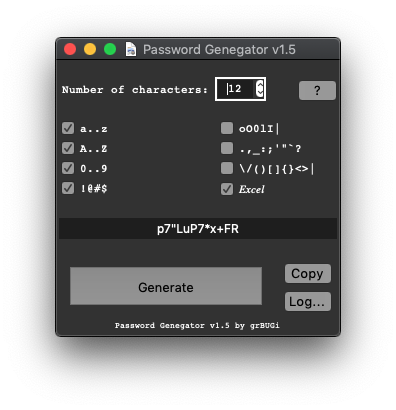 Password Genegator v1.5
Number of characters: 12 ?
a..z oO0lI|
A..Z .,_:;'"`?
0..9 \/()[]{}<>|
!@#$ Excel
p7"LuP7*x+FR
Generate
Copy
Log...
Password Genegator v1.5 by grBUGi